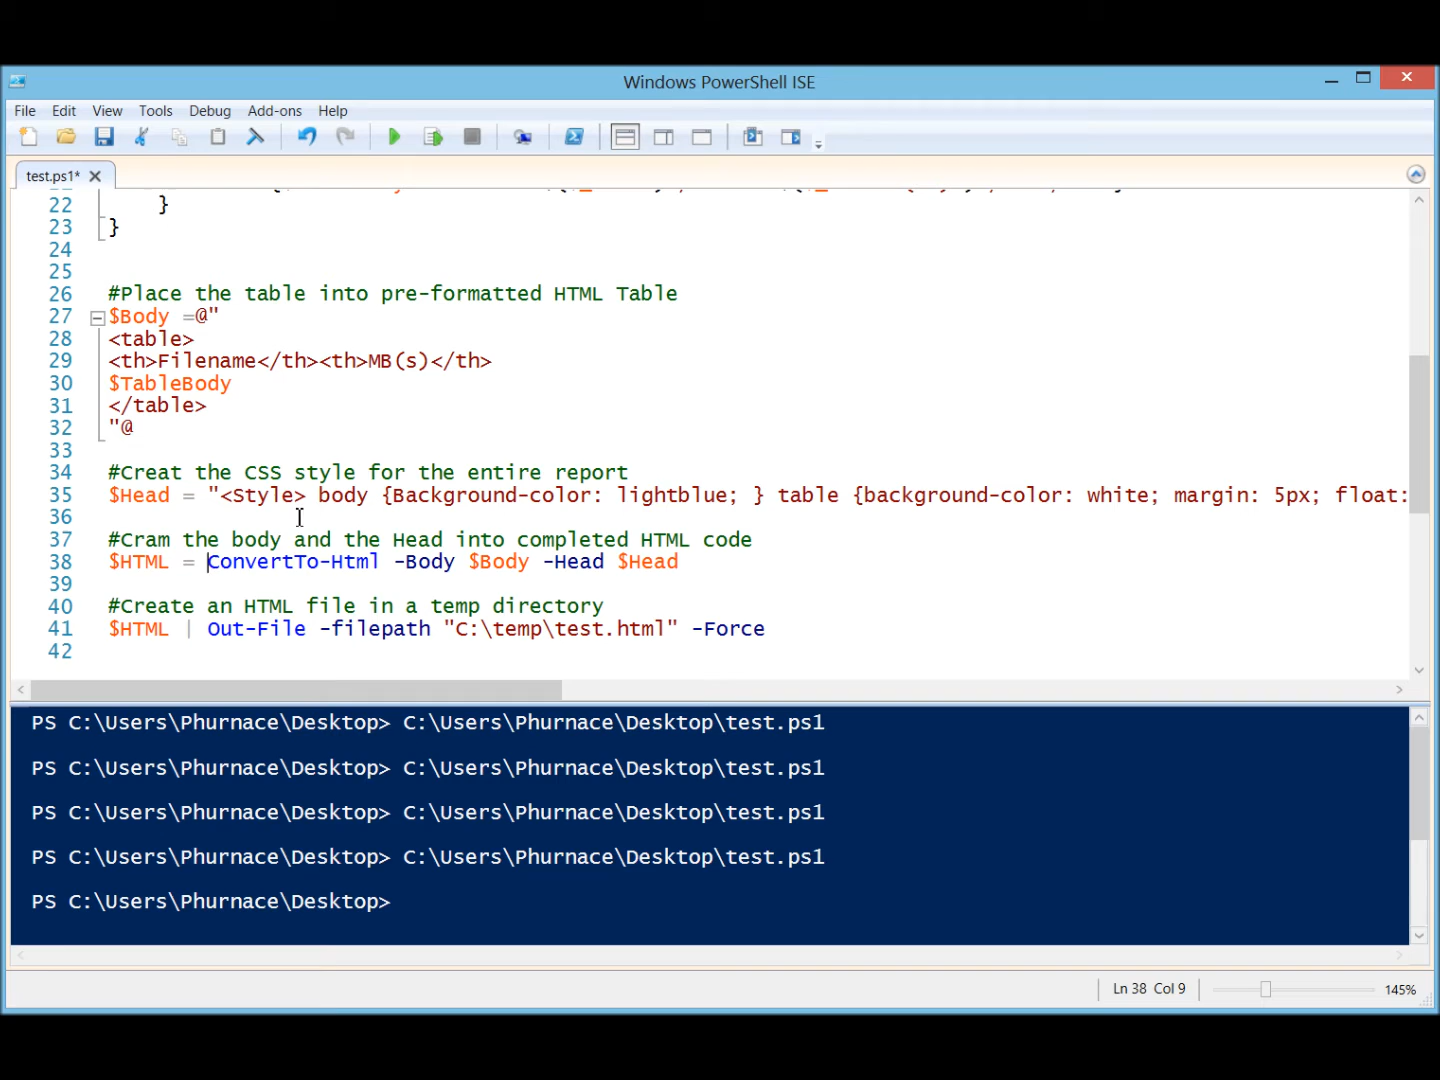 Windows PowerShell ISE
File Edit View Tools Debug Add-ons Help
test.ps1*
22 }
23 }
24
25
26 #Place the table into pre-formatted HTML Table
27 $Body =@"
28 <table>
29 <th>Filename</th><th>MB(s)</th>
30 $TableBody
31 </table>
32 "@
33
34 #Creat the CSS style for the entire report
35 $Head = "<Style> body {Background-color: lightblue; } table {background-color: white; margin: 5px; float:
36
37 #Cram the body and the Head into completed HTML code
38 $HTML = ConvertTo-Html -Body $Body -Head $Head
39
40 #Create an HTML file in a temp directory
41 $HTML | Out-File -filepath "C:\temp\test.html" -Force
42
PS C:\Users\Phurnace\Desktop> C:\Users\Phurnace\Desktop\test.ps1
PS C:\Users\Phurnace\Desktop> C:\Users\Phurnace\Desktop\test.ps1
PS C:\Users\Phurnace\Desktop> C:\Users\Phurnace\Desktop\test.ps1
PS C:\Users\Phurnace\Desktop> C:\Users\Phurnace\Desktop\test.ps1
PS C:\Users\Phurnace\Desktop>
Ln 38 Col 9 145%